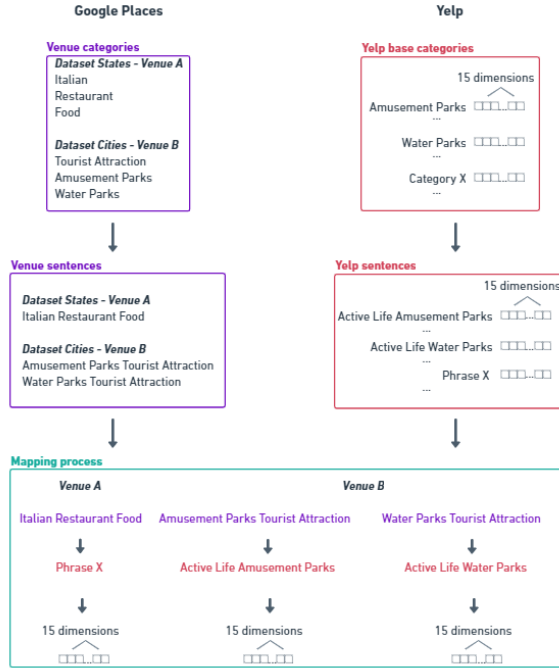 Google Places
Yelp
Venue categories
Dataset States - Venue A
Italian
Restaurant
Food
Dataset Cities - Venue B
Tourist Attraction
Amusement Parks
Water Parks
Yelp base categories
15 dimensions
Amusement Parks
...
...
Water Parks
...
...
Category X
...
...
Venue sentences
Dataset States - Venue A
Italian Restaurant Food
Dataset Cities - Venue B
Amusement Parks Tourist Attraction
Water Parks Tourist Attraction
Yelp sentences
15 dimensions
Active Life Amusement Parks
...
...
Active Life Water Parks
...
...
Phrase X
...
...
Mapping process
Venue A
Venue B
Italian Restaurant Food
Amusement Parks Tourist Attraction
Water Parks Tourist Attraction
Phrase X
Active Life Amusement Parks
Active Life Water Parks
15 dimensions
15 dimensions
15 dimensions
...
...
...